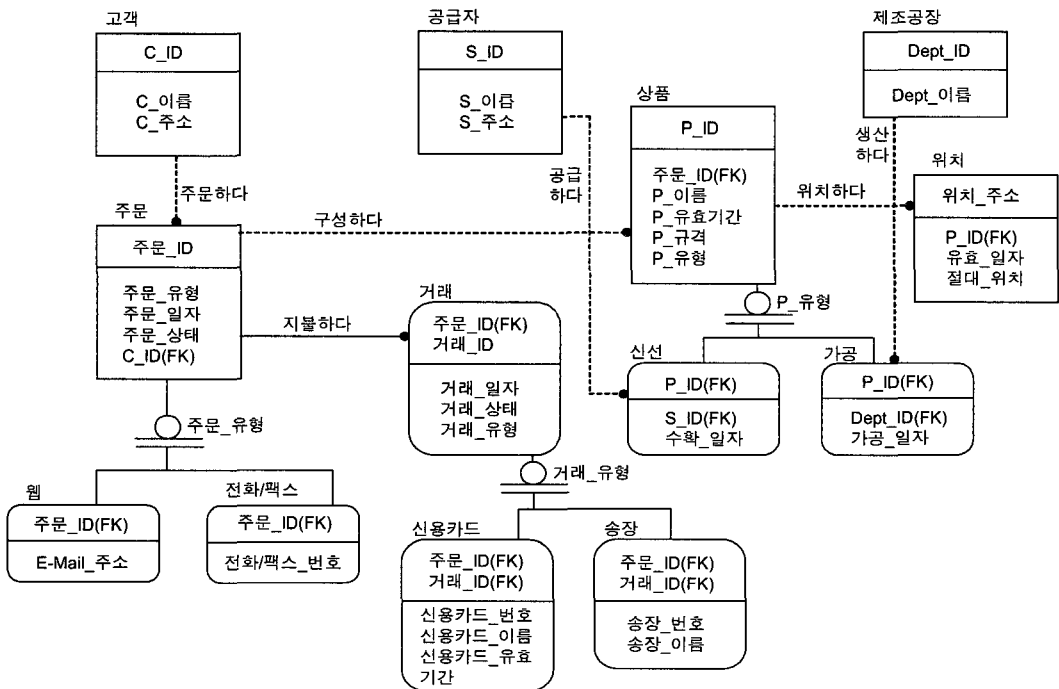 고객
C_ID
C_이름
C_주소
공급자
S_ID
S_이름
S_주소
제조공장
Dept_ID
Dept_이름
상품
P_ID
주문_ID(FK)
P_이름
P_유효기간
P_규격
P_유형
주문하다
공급
하다
생산
하다
위치하다
위치
위치_주소
P_ID(FK)
유효_일자
절대_위치
구성하다
주문
주문_ID
주문_유형
주문_일자
주문_상태
C_ID(FK)
지불하다
거래
주문_ID(FK)
거래_ID
거래_일자
거래_상태
거래_유형
P_유형
신선
P_ID(FK)
S_ID(FK)
수확_일자
가공
P_ID(FK)
Dept_ID(FK)
가공_일자
주문_유형
거래_유형
웹
주문_ID(FK)
E-Mail_주소
전화/팩스
주문_ID(FK)
전화/팩스_번호
신용카드
주문_ID(FK)
거래_ID(FK)
신용카드_번호
신용카드_이름
신용카드_유효
기간
송장
주문_ID(FK)
거래_ID(FK)
송장_번호
송장_이름